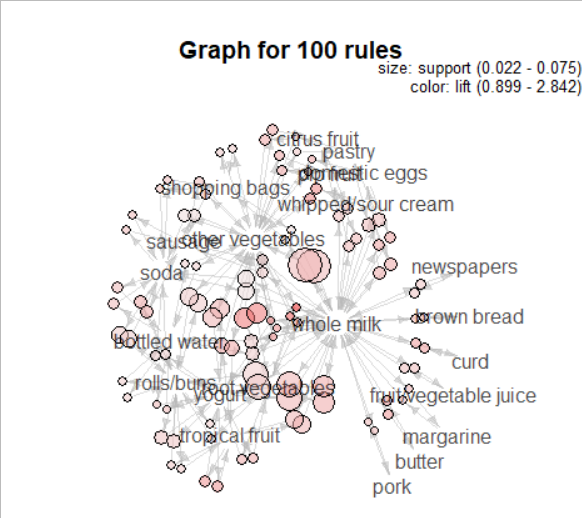 Graph for 100 rules
size: support (0.022 - 0.075)
color: lift (0.899 - 2.842)
citrus fruit
pastry
pip fruit
domestic eggs
shopping bags
whipped/sour cream
sausage
other vegetables
soda
newspapers
whole milk
brown bread
bottled water
curd
rolls/buns
root vegetables
yogurt
fruit/vegetable juice
tropical fruit
margarine
butter
pork